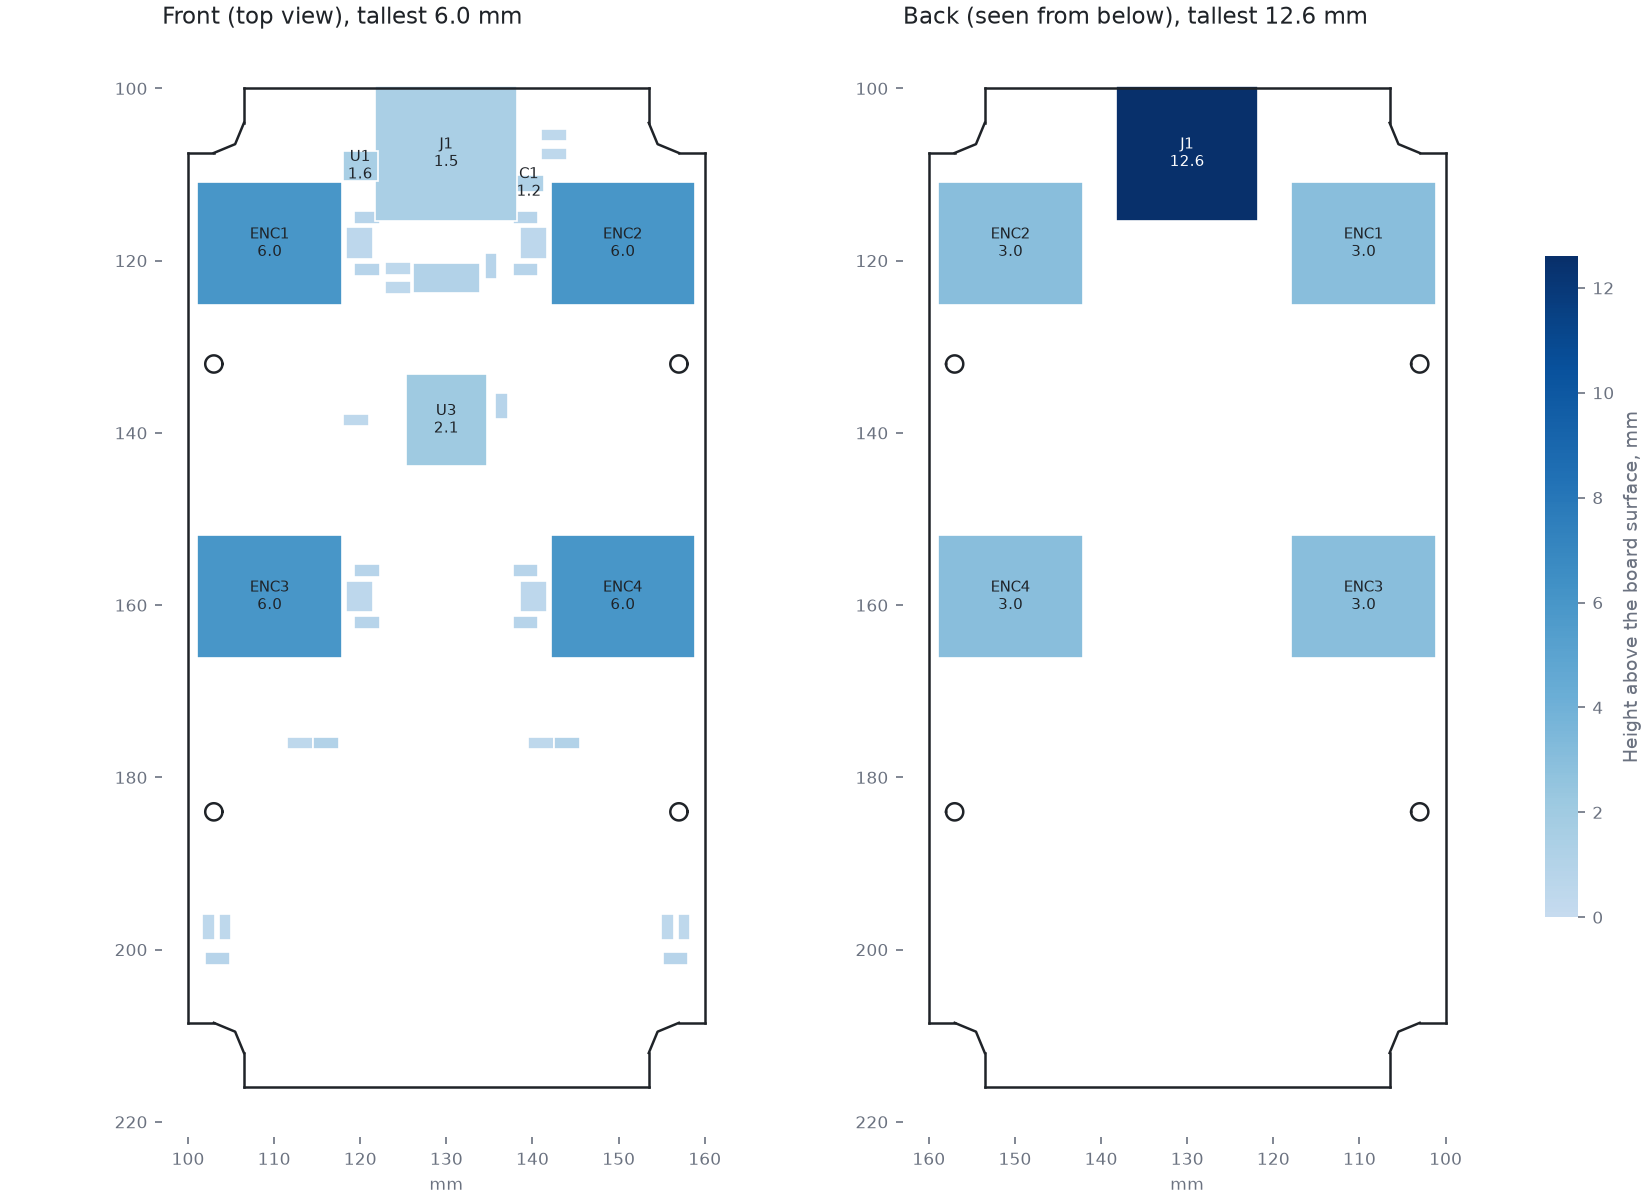 Front (top view), tallest 6.0 mm
100
120
140
160
180
200
220
J1
1.5
U1
1.6
C1
1.2
ENC1
6.0
ENC2
6.0
U3
2.1
ENC3
6.0
ENC4
6.0
100 110 120 130 140 150 160
mm
Back (seen from below), tallest 12.6 mm
100
120
140
160
180
200
220
J1
12.6
ENC2
3.0
ENC1
3.0
ENC4
3.0
ENC3
3.0
160 150 140 130 120 110 100
mm
12
10
8
6
4
2
0
Height above the board surface, mm